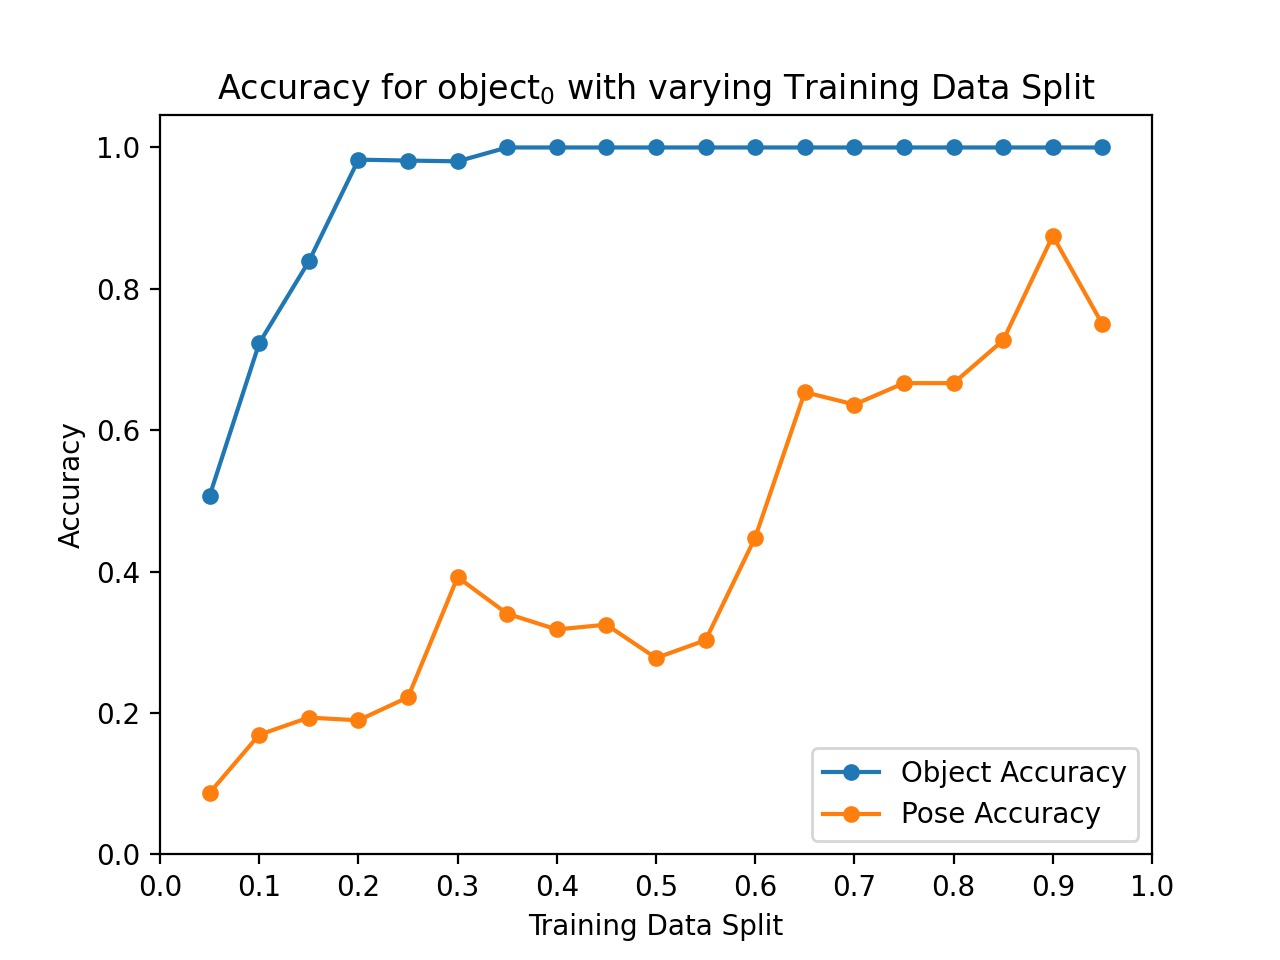 Accuracy for object₀ with varying Training Data Split
1.0
0.8
0.6
0.4
0.2
0.0
Accuracy
Object Accuracy
Pose Accuracy
0.0 0.1 0.2 0.3 0.4 0.5 0.6 0.7 0.8 0.9 1.0
Training Data Split